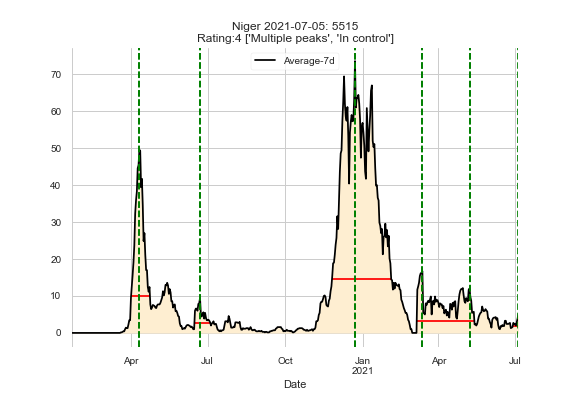 Niger 2021-07-05: 5515
Rating:4 ['Multiple peaks', 'In control']
Average-7d
70
60
50
40
30
20
10
0
Apr
Jul
Oct
Jan
2021
Apr
Jul
Date